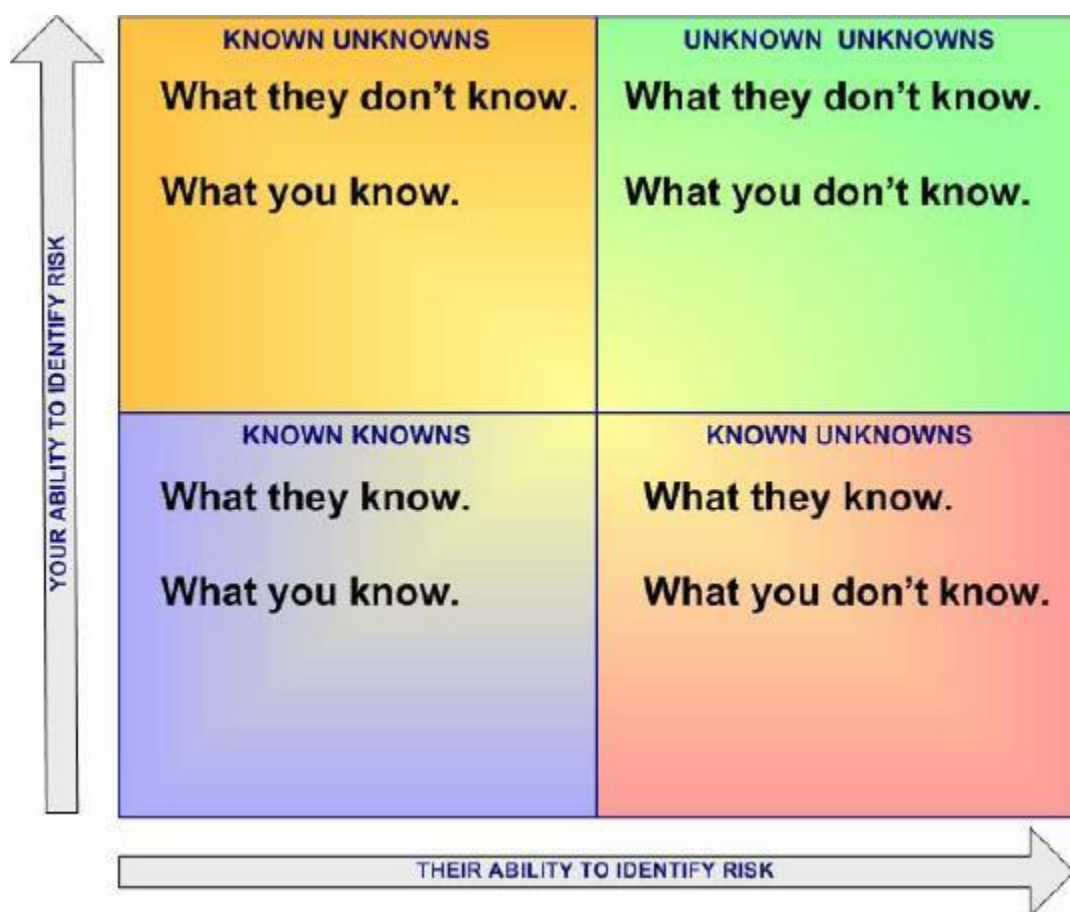 KNOWN UNKNOWNS
What they don't know.
What you know.
UNKNOWN UNKNOWNS
What they don't know.
What you don't know.
KNOWN KNOWNS
What they know.
What you know.
KNOWN UNKNOWNS
What they know.
What you don't know.
YOUR ABILITY TO IDENTIFY RISK
THEIR ABILITY TO IDENTIFY RISK